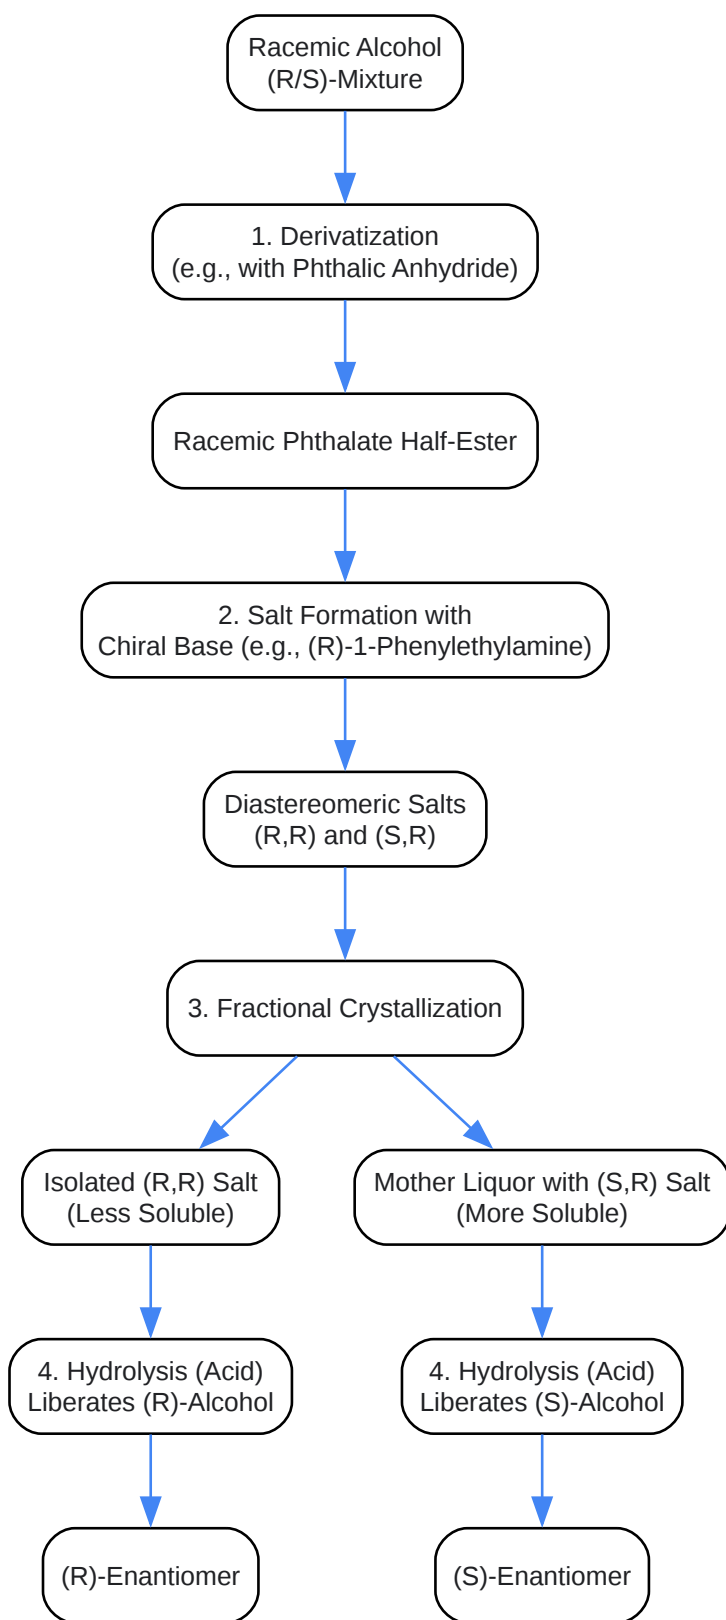 Racemic Alcohol
(R/S)-Mixture
1. Derivatization
(e.g., with Phthalic Anhydride)
Racemic Phthalate Half-Ester
2. Salt Formation with
Chiral Base (e.g., (R)-1-Phenylethylamine)
Diastereomeric Salts
(R,R) and (S,R)
3. Fractional Crystallization
Isolated (R,R) Salt
(Less Soluble)
Mother Liquor with (S,R) Salt
(More Soluble)
4. Hydrolysis (Acid)
Liberates (R)-Alcohol
4. Hydrolysis (Acid)
Liberates (S)-Alcohol
(R)-Enantiomer
(S)-Enantiomer